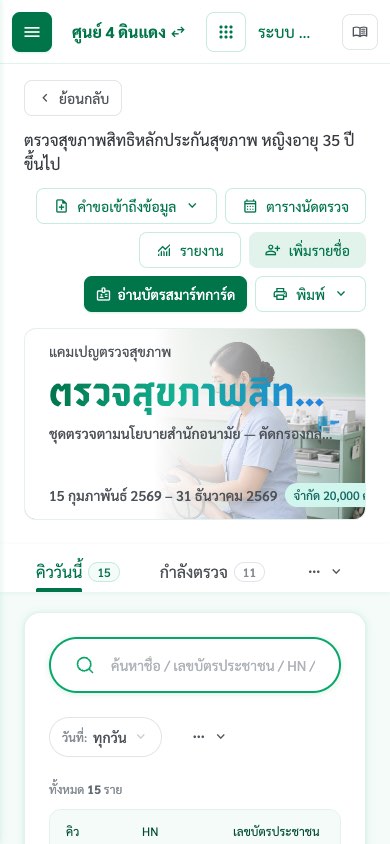 ศูนย์ 4 ดินแดง
ระบบ ...
ย้อนกลับ
ตรวจสุขภาพสิทธิหลักประกันสุขภาพ หญิงอายุ 35 ปี
ขึ้นไป
คำขอเข้าถึงข้อมูล
ตารางนัดตรวจ
รายงาน
เพิ่มรายชื่อ
อ่านบัตรสมาร์ทการ์ด
พิมพ์
แคมเปญตรวจสุขภาพ
ตรวจสุขภาพสิท...
ชุดตรวจตามนโยบายสำนักอนามัย — คัดกรองกลุ...
15 กุมภาพันธ์ 2569 – 31 ธันวาคม 2569
จำกัด 20,000
คิววันนี้ 15
กำลังตรวจ 11
...
ค้นหาชื่อ / เลขบัตรประชาชน / HN /
วันที่: ทุกวัน
...
ทั้งหมด 15 ราย
คิว HN เลขบัตรประชาชน